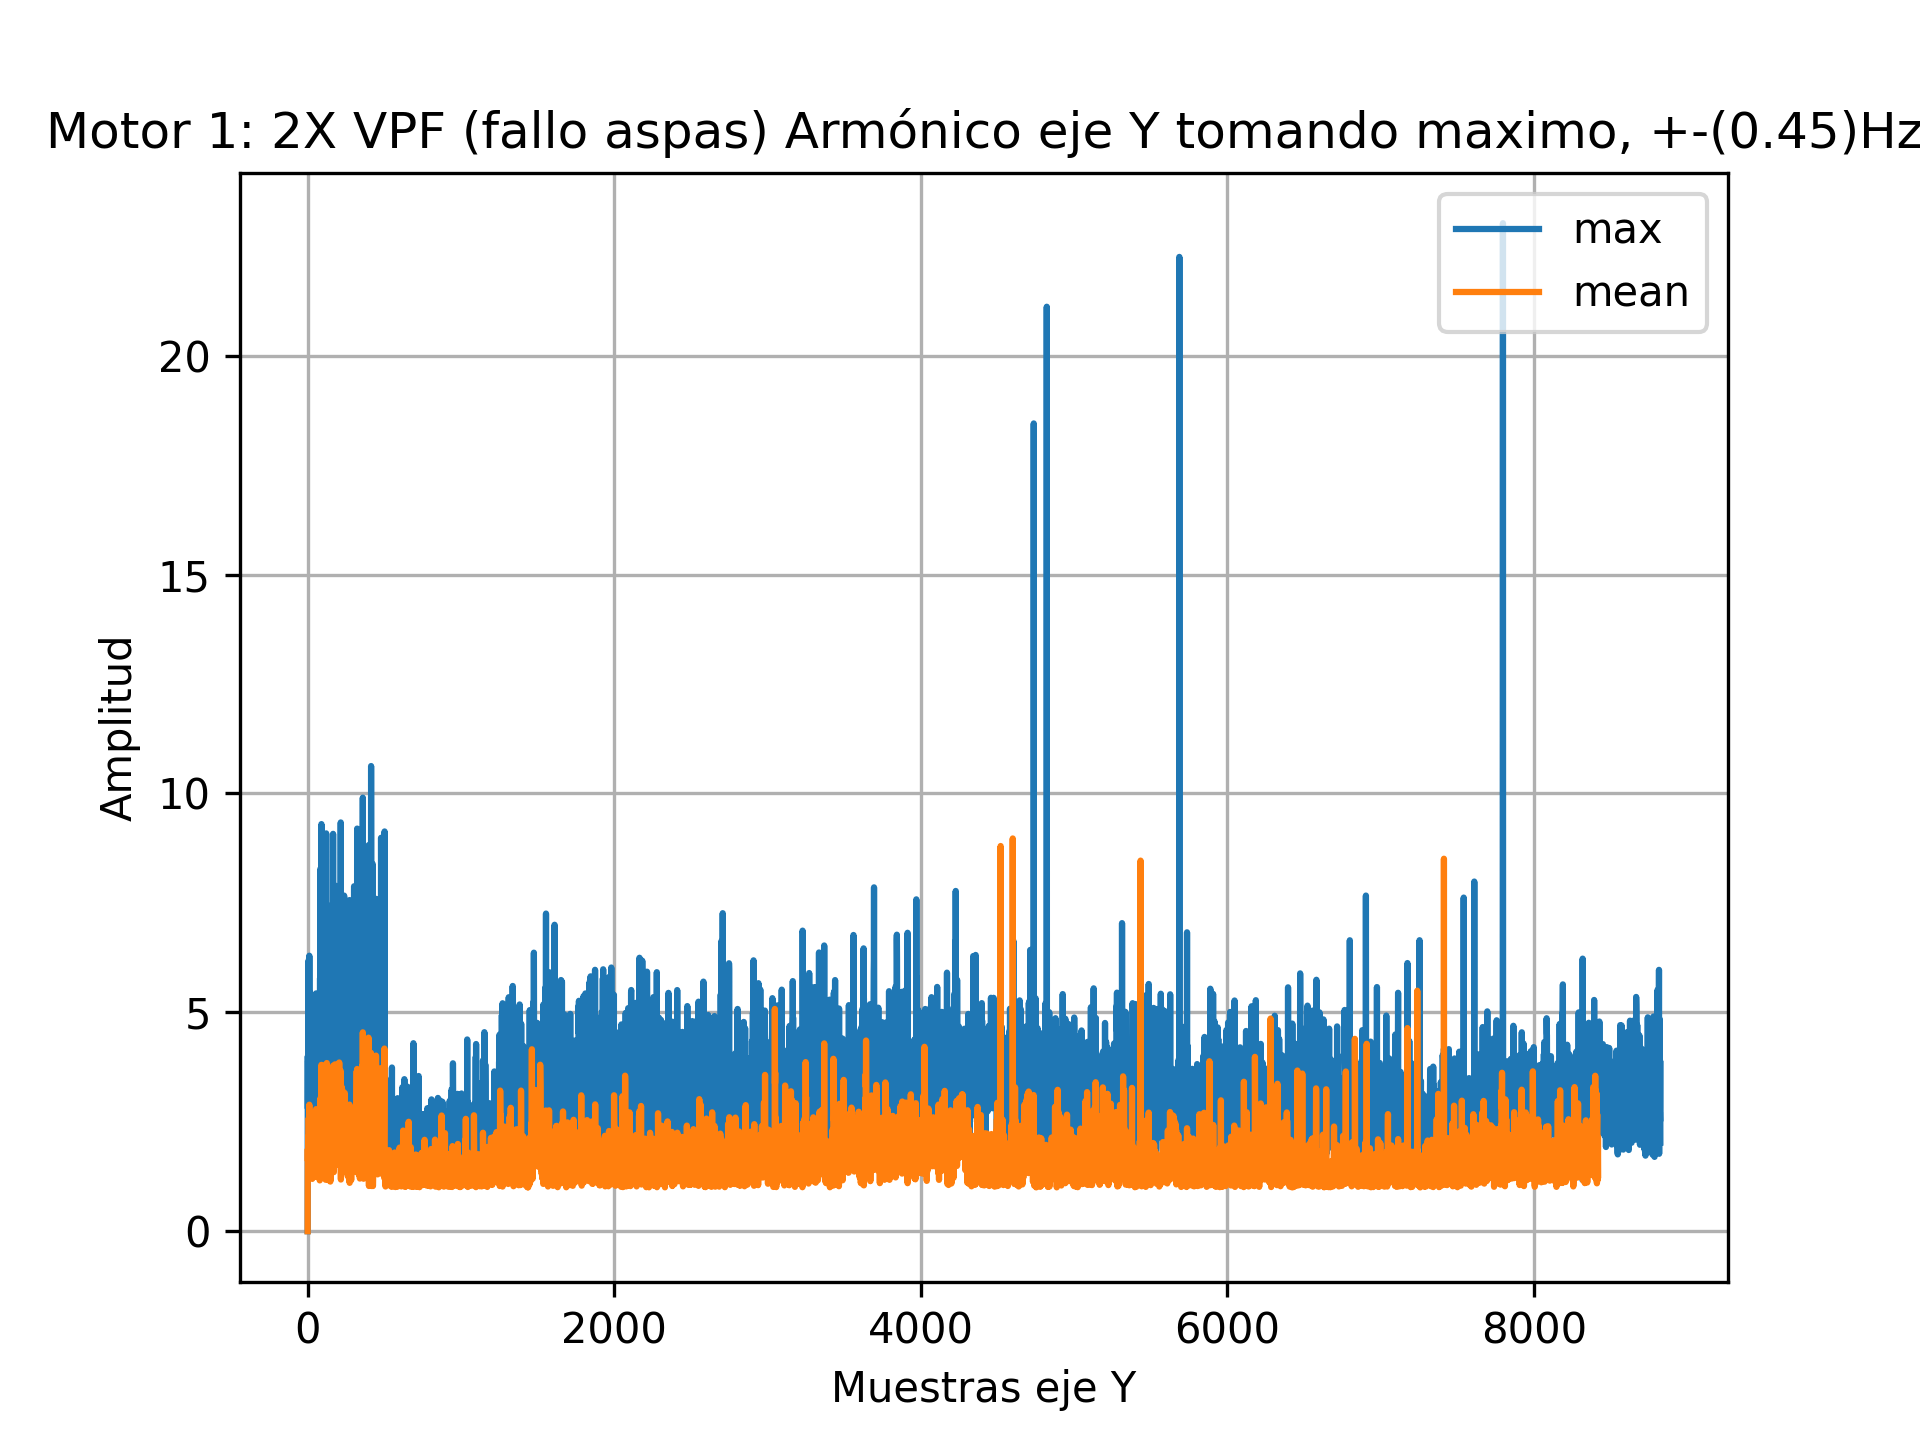 Motor 1: 2X VPF (fallo aspas) Armónico eje Y tomando maximo, +-(0.45)Hz
max
mean
20
15
10
5
0
Amplitud
0 2000 4000 6000 8000
Muestras eje Y